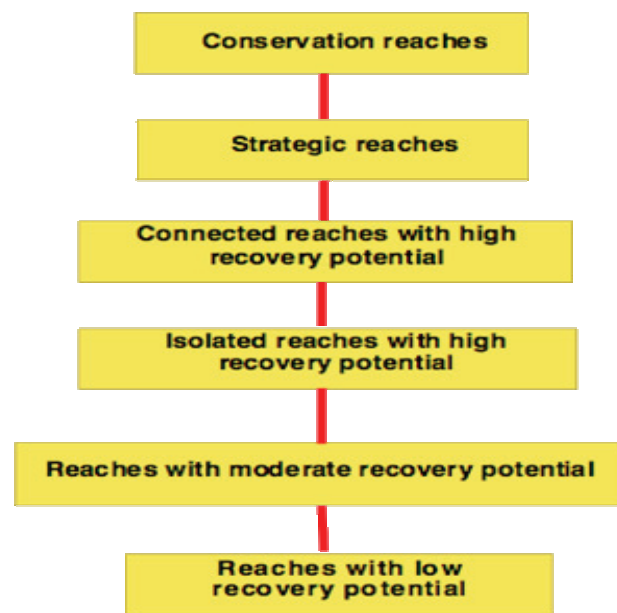 Conservation reaches
Strategic reaches
Connected reaches with high
recovery potential
Isolated reaches with high
recovery potential
Reaches with moderate recovery potential
Reaches with low
recovery potential